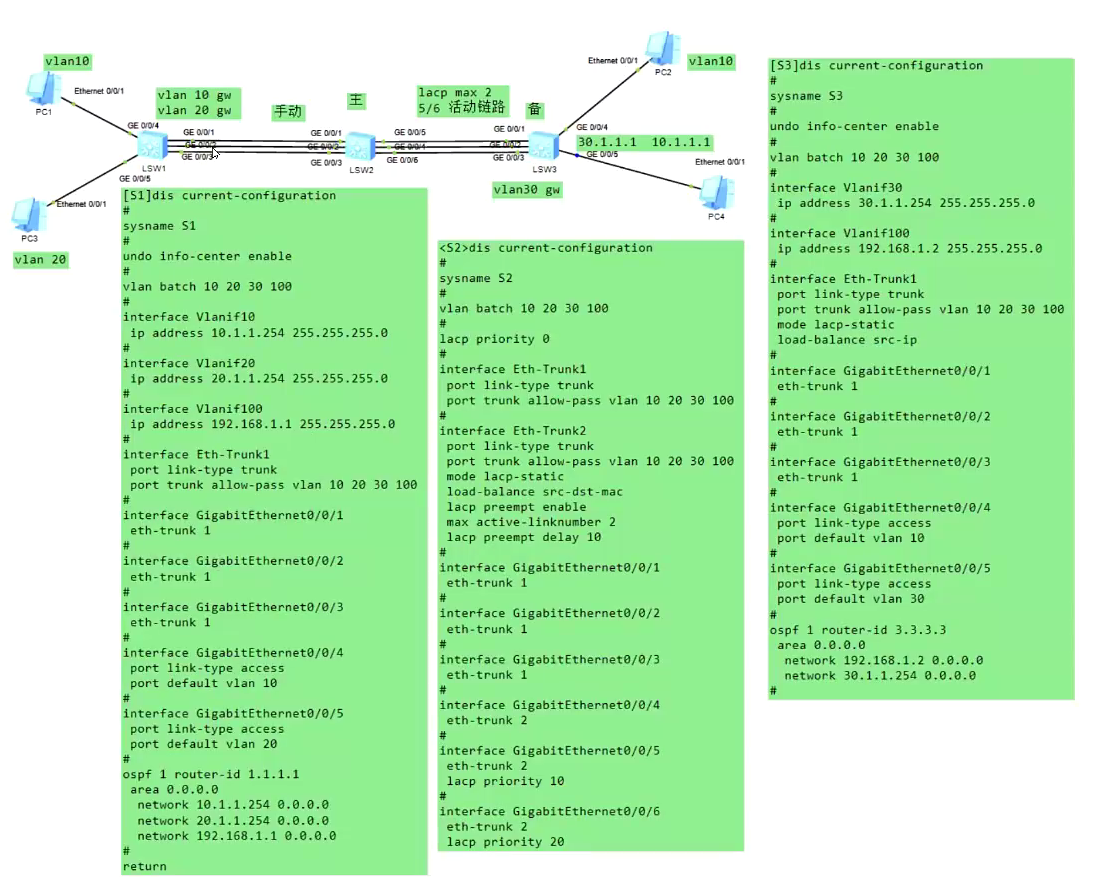 vlan10
Ethernet 0/0/1
PC1
vlan 10 gw
vlan 20 gw
手动
主
lacp max 2
5/6 活动链路
备
Ethernet 0/0/1
PC2
vlan10
GE 0/0/4
GE 0/0/1
GE 0/0/2
GE 0/0/3
LSW1
GE 0/0/5
GE 0/0/1
GE 0/0/2
GE 0/0/3
LSW2
GE 0/0/5
GE 0/0/4
GE 0/0/6
GE 0/0/1
GE 0/0/2
GE 0/0/3
LSW3
GE 0/0/4
30.1.1.1  10.1.1.1
GE 0/0/5
Ethernet 0/0/1
PC4
vlan30 gw
Ethernet 0/0/1
PC3
vlan 20
[S1]dis current-configuration
#
sysname S1
#
undo info-center enable
#
vlan batch 10 20 30 100
#
interface Vlanif10
 ip address 10.1.1.254 255.255.255.0
#
interface Vlanif20
 ip address 20.1.1.254 255.255.255.0
#
interface Vlanif100
 ip address 192.168.1.1 255.255.255.0
#
interface Eth-Trunk1
 port link-type trunk
 port trunk allow-pass vlan 10 20 30 100
#
interface GigabitEthernet0/0/1
 eth-trunk 1
#
interface GigabitEthernet0/0/2
 eth-trunk 1
#
interface GigabitEthernet0/0/3
 eth-trunk 1
#
interface GigabitEthernet0/0/4
 port link-type access
 port default vlan 10
#
interface GigabitEthernet0/0/5
 port link-type access
 port default vlan 20
#
ospf 1 router-id 1.1.1.1
 area 0.0.0.0
  network 10.1.1.254 0.0.0.0
  network 20.1.1.254 0.0.0.0
  network 192.168.1.1 0.0.0.0
#
return
<S2>dis current-configuration
#
sysname S2
#
vlan batch 10 20 30 100
#
lacp priority 0
#
interface Eth-Trunk1
 port link-type trunk
 port trunk allow-pass vlan 10 20 30 100
#
interface Eth-Trunk2
 port link-type trunk
 port trunk allow-pass vlan 10 20 30 100
 mode lacp-static
 load-balance src-dst-mac
 lacp preempt enable
 max active-linknumber 2
 lacp preempt delay 10
#
interface GigabitEthernet0/0/1
 eth-trunk 1
#
interface GigabitEthernet0/0/2
 eth-trunk 1
#
interface GigabitEthernet0/0/3
 eth-trunk 1
#
interface GigabitEthernet0/0/4
 eth-trunk 2
#
interface GigabitEthernet0/0/5
 eth-trunk 2
 lacp priority 10
#
interface GigabitEthernet0/0/6
 eth-trunk 2
 lacp priority 20
[S3]dis current-configuration
#
sysname S3
#
undo info-center enable
#
vlan batch 10 20 30 100
#
interface Vlanif30
 ip address 30.1.1.254 255.255.255.0
#
interface Vlanif100
 ip address 192.168.1.2 255.255.255.0
#
interface Eth-Trunk1
 port link-type trunk
 port trunk allow-pass vlan 10 20 30 100
 mode lacp-static
 load-balance src-ip
#
interface GigabitEthernet0/0/1
 eth-trunk 1
#
interface GigabitEthernet0/0/2
 eth-trunk 1
#
interface GigabitEthernet0/0/3
 eth-trunk 1
#
interface GigabitEthernet0/0/4
 port link-type access
 port default vlan 10
#
interface GigabitEthernet0/0/5
 port link-type access
 port default vlan 30
#
ospf 1 router-id 3.3.3.3
 area 0.0.0.0
  network 192.168.1.2 0.0.0.0
  network 30.1.1.254 0.0.0.0
#